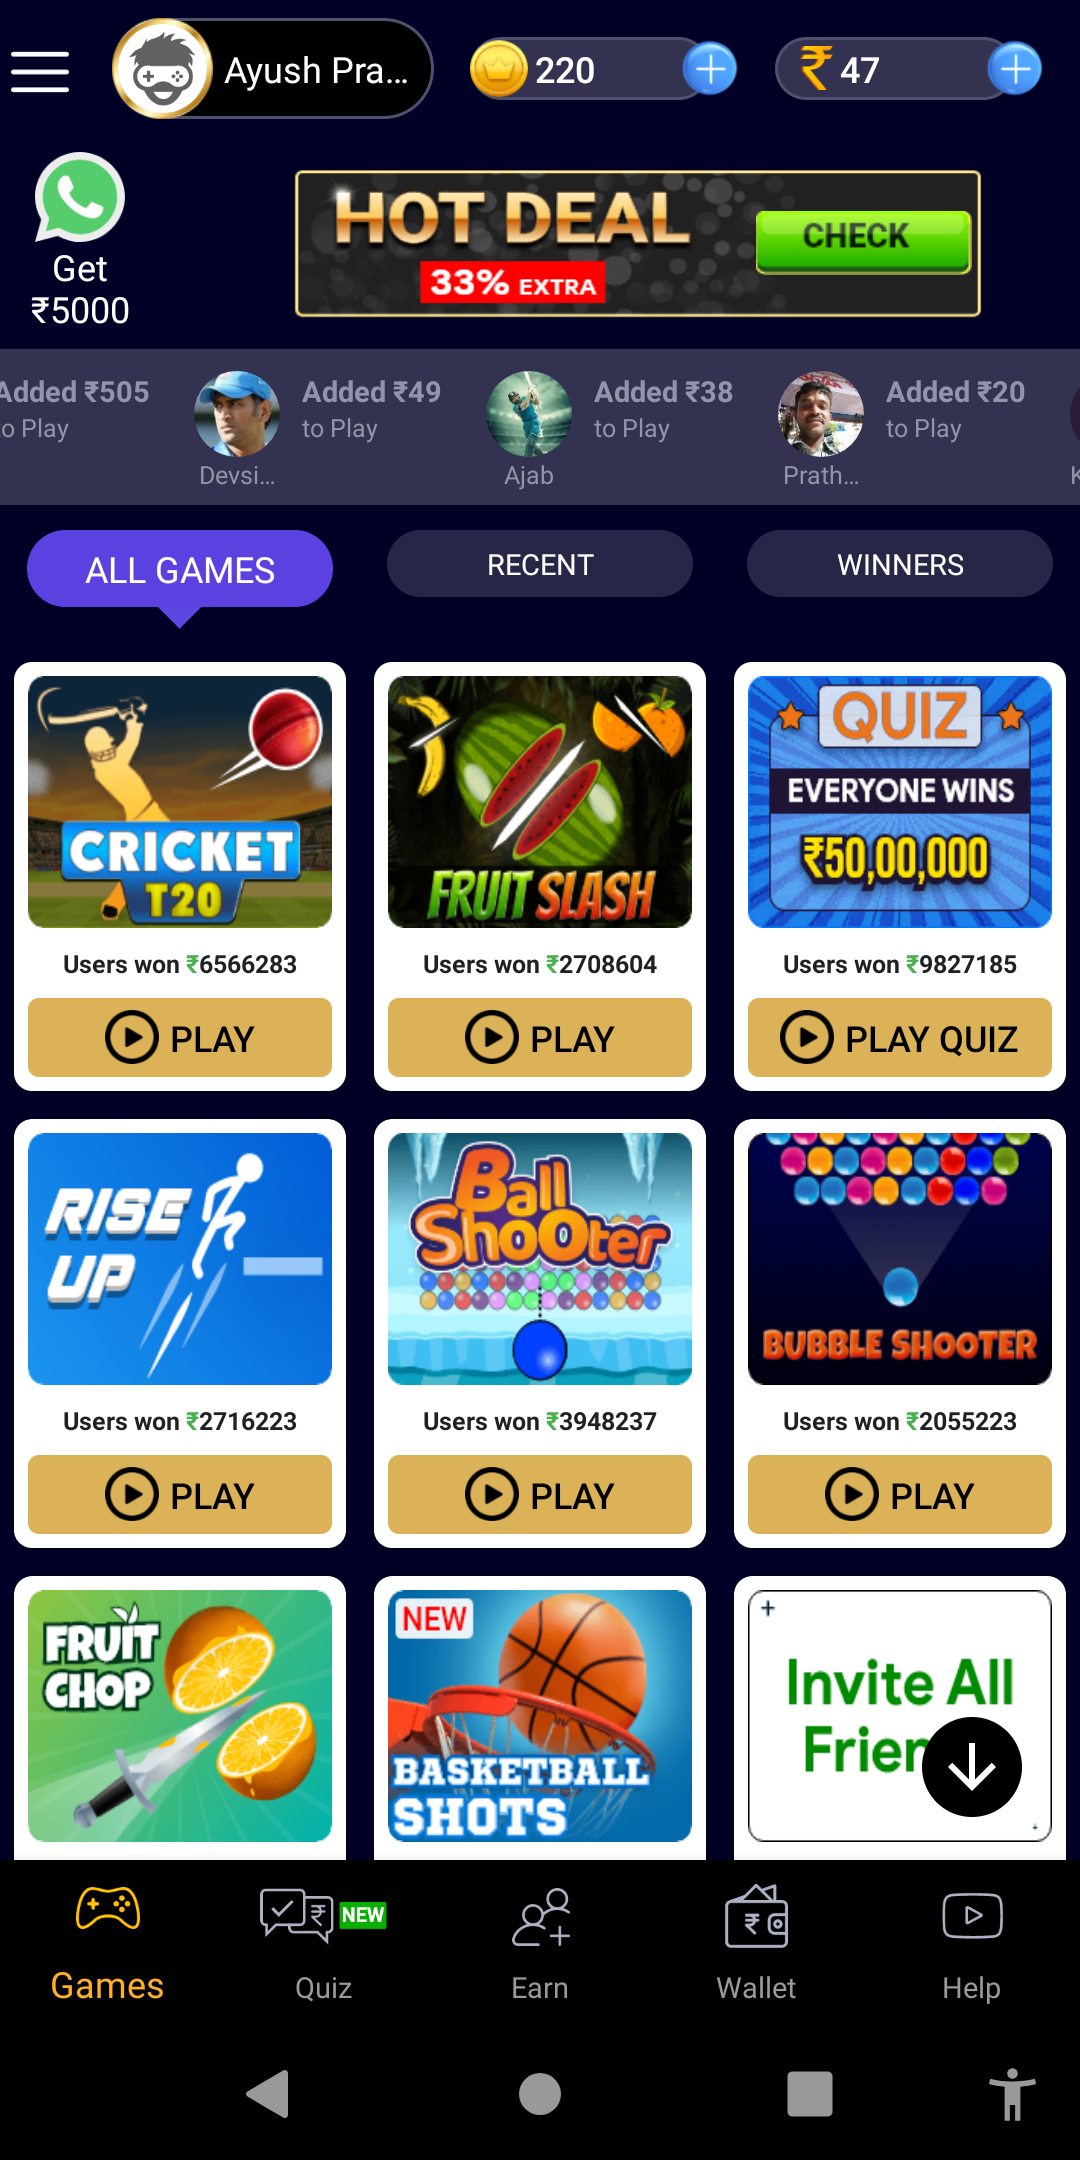 Ayush Pra...
220
₹ 47
Get
₹5000
HOT DEAL
33% EXTRA
CHECK
Added ₹505
to Play
Added ₹49
to Play
Devsi...
Added ₹38
to Play
Ajab
Added ₹20
to Play
Prath...
K
ALL GAMES
RECENT
WINNERS
CRICKET
T20
Users won ₹6566283
PLAY
FRUIT SLASH
Users won ₹2708604
PLAY
QUIZ
EVERYONE WINS
₹50,00,000
Users won ₹9827185
PLAY QUIZ
RISE
UP
Users won ₹2716223
PLAY
Ball
Shooter
Users won ₹3948237
PLAY
BUBBLE SHOOTER
Users won ₹2055223
PLAY
FRUIT
CHOP
NEW
BASKETBALL
SHOTS
Invite All
Frien
Games
NEW
Quiz
Earn
Wallet
Help